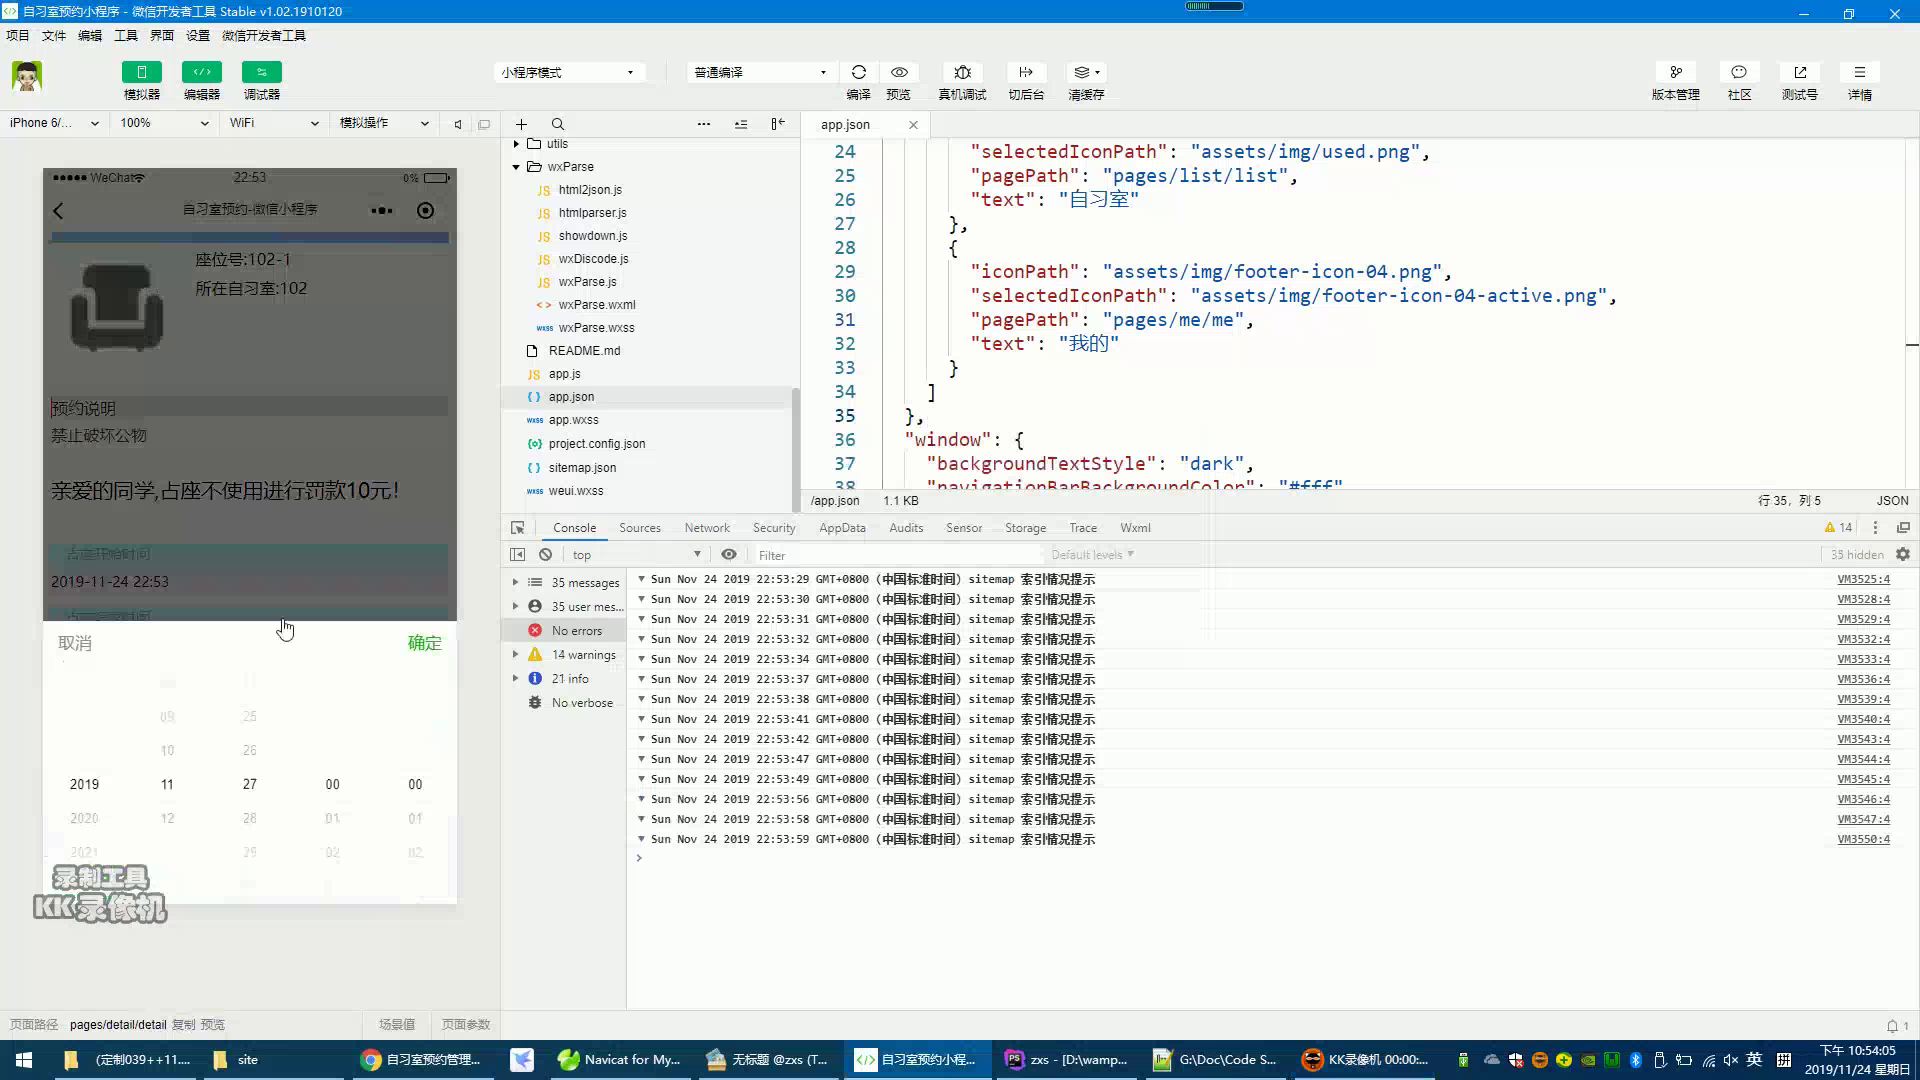 自习室预约小程序 - 微信开发者工具 Stable v1.02.1910120
项目 文件 编辑 工具 界面 设置 微信开发者工具
模拟器 编辑器 调试器
小程序模式
普通编译
编译 预览 真机调试 切后台 清缓存
版本管理 社区 测试号 详情
iPhone 6/... 100% WiFi 模拟操作
WeChat 22:53 0%
自习室预约-微信小程序
座位号:102-1
所在自习室:102
预约说明
禁止破坏公物
亲爱的同学,占座不使用进行罚款10元!
占座开始时间
2019-11-24 22:53
取消 确定
09 25
10 26
2019 11 27 00 00
2020 12 28 01 01
2021 29 02 02
录制工具
KK录像机
页面路径 pages/detail/detail 复制 预览 场景值 页面参数
utils
wxParse
JS html2json.js
JS htmlparser.js
JS showdown.js
JS wxDiscode.js
JS wxParse.js
<> wxParse.wxml
wxss wxParse.wxss
README.md
JS app.js
{ } app.json
wxss app.wxss
{o} project.config.json
{ } sitemap.json
wxss weui.wxss
app.json
24 "selectedIconPath": "assets/img/used.png",
25 "pagePath": "pages/list/list",
26 "text": "自习室"
27 },
28 {
29 "iconPath": "assets/img/footer-icon-04.png",
30 "selectedIconPath": "assets/img/footer-icon-04-active.png",
31 "pagePath": "pages/me/me",
32 "text": "我的"
33 }
34 ]
35 },
36 "window": {
37 "backgroundTextStyle": "dark",
38 "navigationBarBackgroundColor": "#fff"
/app.json 1.1 KB 行 35, 列 5 JSON
Console Sources Network Security AppData Audits Sensor Storage Trace Wxml 14
top Filter Default levels 35 hidden
35 messages
35 user mes...
No errors
14 warnings
21 info
No verbose
Sun Nov 24 2019 22:53:29 GMT+0800 (中国标准时间) sitemap 索引情况提示 VM3525:4
Sun Nov 24 2019 22:53:30 GMT+0800 (中国标准时间) sitemap 索引情况提示 VM3528:4
Sun Nov 24 2019 22:53:31 GMT+0800 (中国标准时间) sitemap 索引情况提示 VM3529:4
Sun Nov 24 2019 22:53:32 GMT+0800 (中国标准时间) sitemap 索引情况提示 VM3532:4
Sun Nov 24 2019 22:53:34 GMT+0800 (中国标准时间) sitemap 索引情况提示 VM3533:4
Sun Nov 24 2019 22:53:37 GMT+0800 (中国标准时间) sitemap 索引情况提示 VM3536:4
Sun Nov 24 2019 22:53:38 GMT+0800 (中国标准时间) sitemap 索引情况提示 VM3539:4
Sun Nov 24 2019 22:53:41 GMT+0800 (中国标准时间) sitemap 索引情况提示 VM3540:4
Sun Nov 24 2019 22:53:42 GMT+0800 (中国标准时间) sitemap 索引情况提示 VM3543:4
Sun Nov 24 2019 22:53:47 GMT+0800 (中国标准时间) sitemap 索引情况提示 VM3544:4
Sun Nov 24 2019 22:53:49 GMT+0800 (中国标准时间) sitemap 索引情况提示 VM3545:4
Sun Nov 24 2019 22:53:56 GMT+0800 (中国标准时间) sitemap 索引情况提示 VM3546:4
Sun Nov 24 2019 22:53:58 GMT+0800 (中国标准时间) sitemap 索引情况提示 VM3547:4
Sun Nov 24 2019 22:53:59 GMT+0800 (中国标准时间) sitemap 索引情况提示 VM3550:4
1
(定制039++11.... site 自习室预约管理... Navicat for My... 无标题 @zxs (T... 自习室预约小程... zxs - [D:\wamp... G:\Doc\Code S... KK录像机 00:00:... 英 拼
下午 10:54:05
2019/11/24 星期日